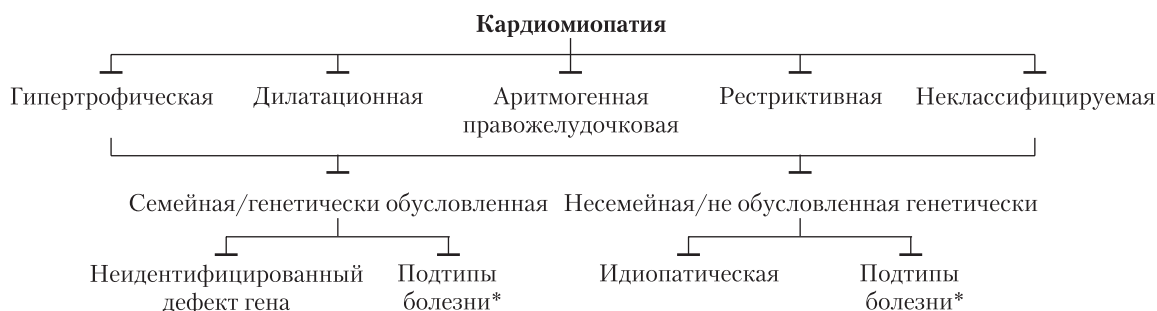 Кардиомиопатия
Гипертрофическая Дилатационная Аритмогенная Рестриктивная Неклассифицируемая
правожелудочковая
Семейная/генетически обусловленная Несемейная/не обусловленная генетически
Неидентифицированный Подтипы Идиопатическая Подтипы
дефект гена болезни* болезни*